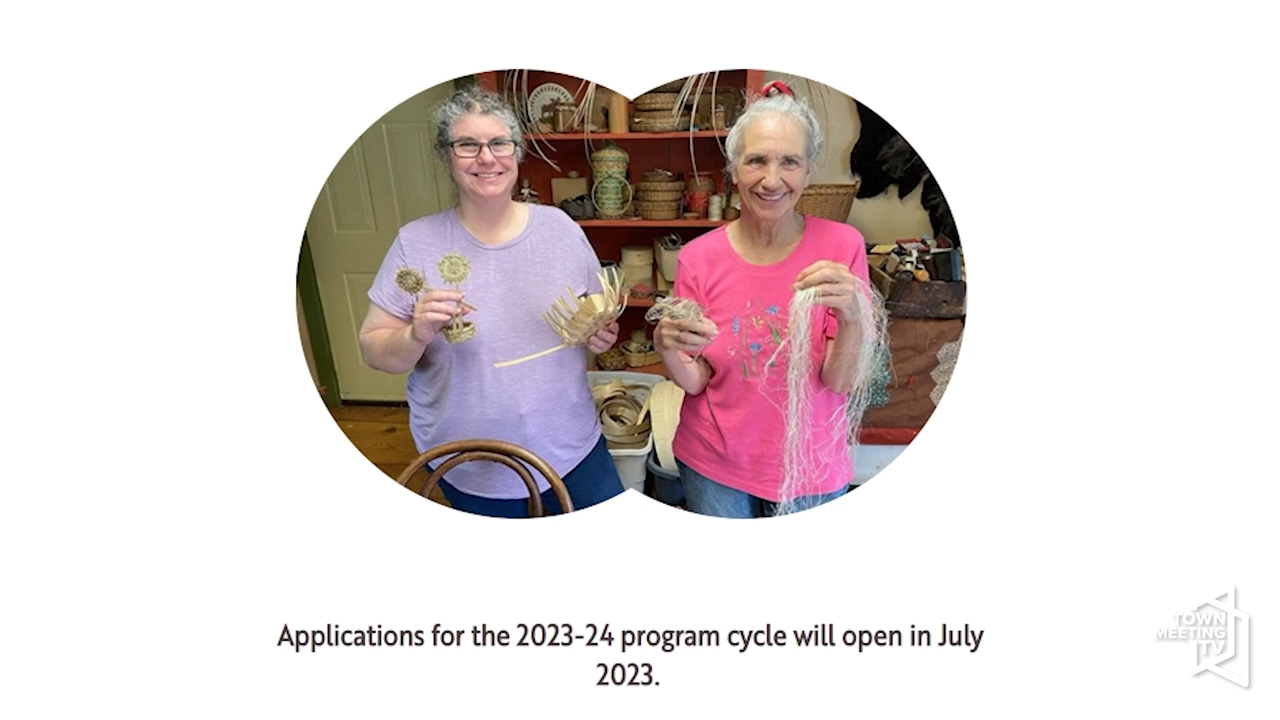 Applications for the 2023-24 program cycle will open in July
2023.
TOWN
MEETING
TV